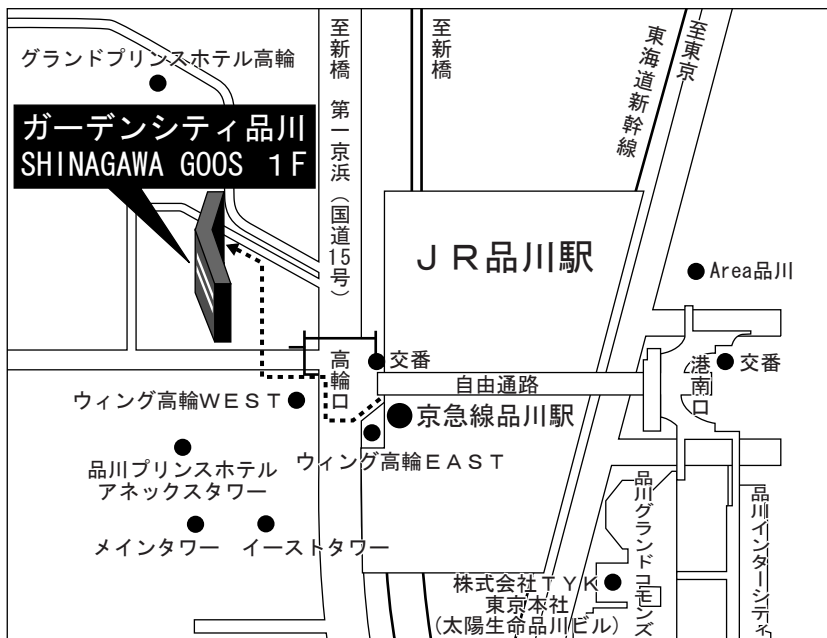 グランドプリンスホテル高輪
ガーデンシティ品川
SHINAGAWA GOOS 1F
至新橋
第一京浜(国道15号)
至新橋
東海道新幹線
至東京
JR品川駅
Area品川
高輪口
交番
自由通路
港南口
交番
ウィング高輪WEST
京急線品川駅
ウィング高輪EAST
品川プリンスホテル
アネックスタワー
メインタワー
イーストタワー
品川グランドコモンズ
品川インターシティ
株式会社TYK
東京本社
(太陽生命品川ビル)